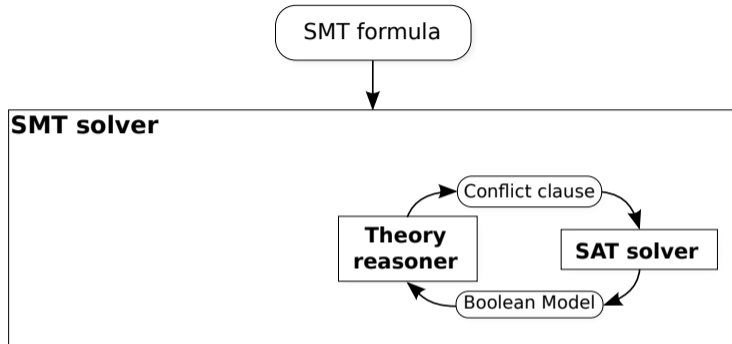 SMT formula
SMT solver
Conflict clause
Theory
reasoner
SAT solver
Boolean Model